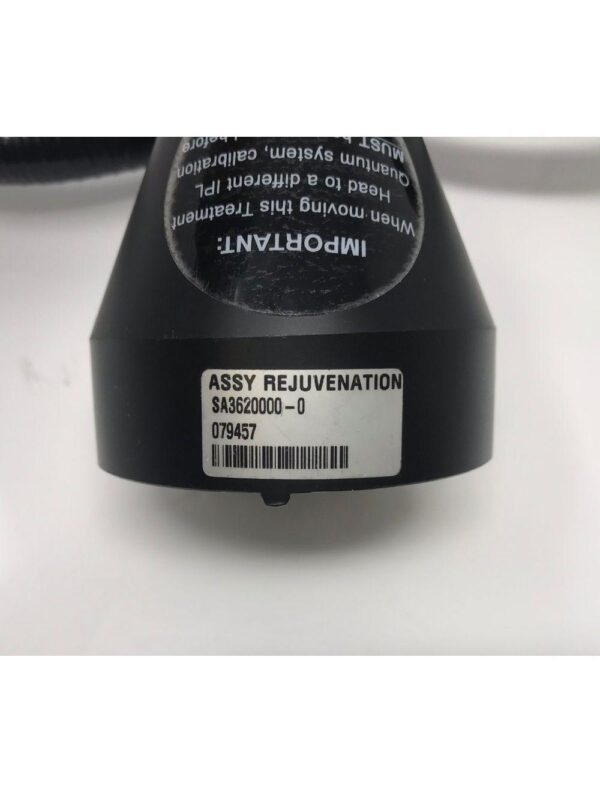 IMPORTANT:
When moving this Treatment
Head to a different IPL
Quantum system, calibration
MUST
before
ASSY REJUVENATION
SA3620000-0
079457